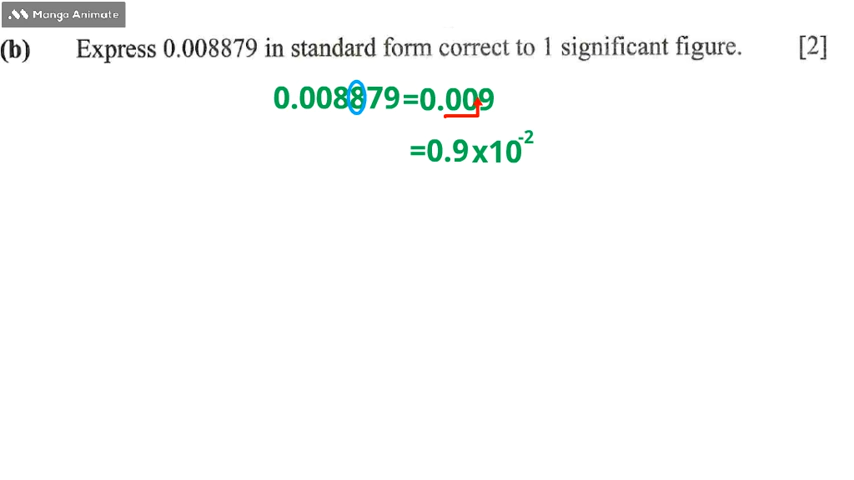 Manga Animate
(b) Express 0.008879 in standard form correct to 1 significant figure. [2]
0.008879=0.009
=0.9x10⁻²